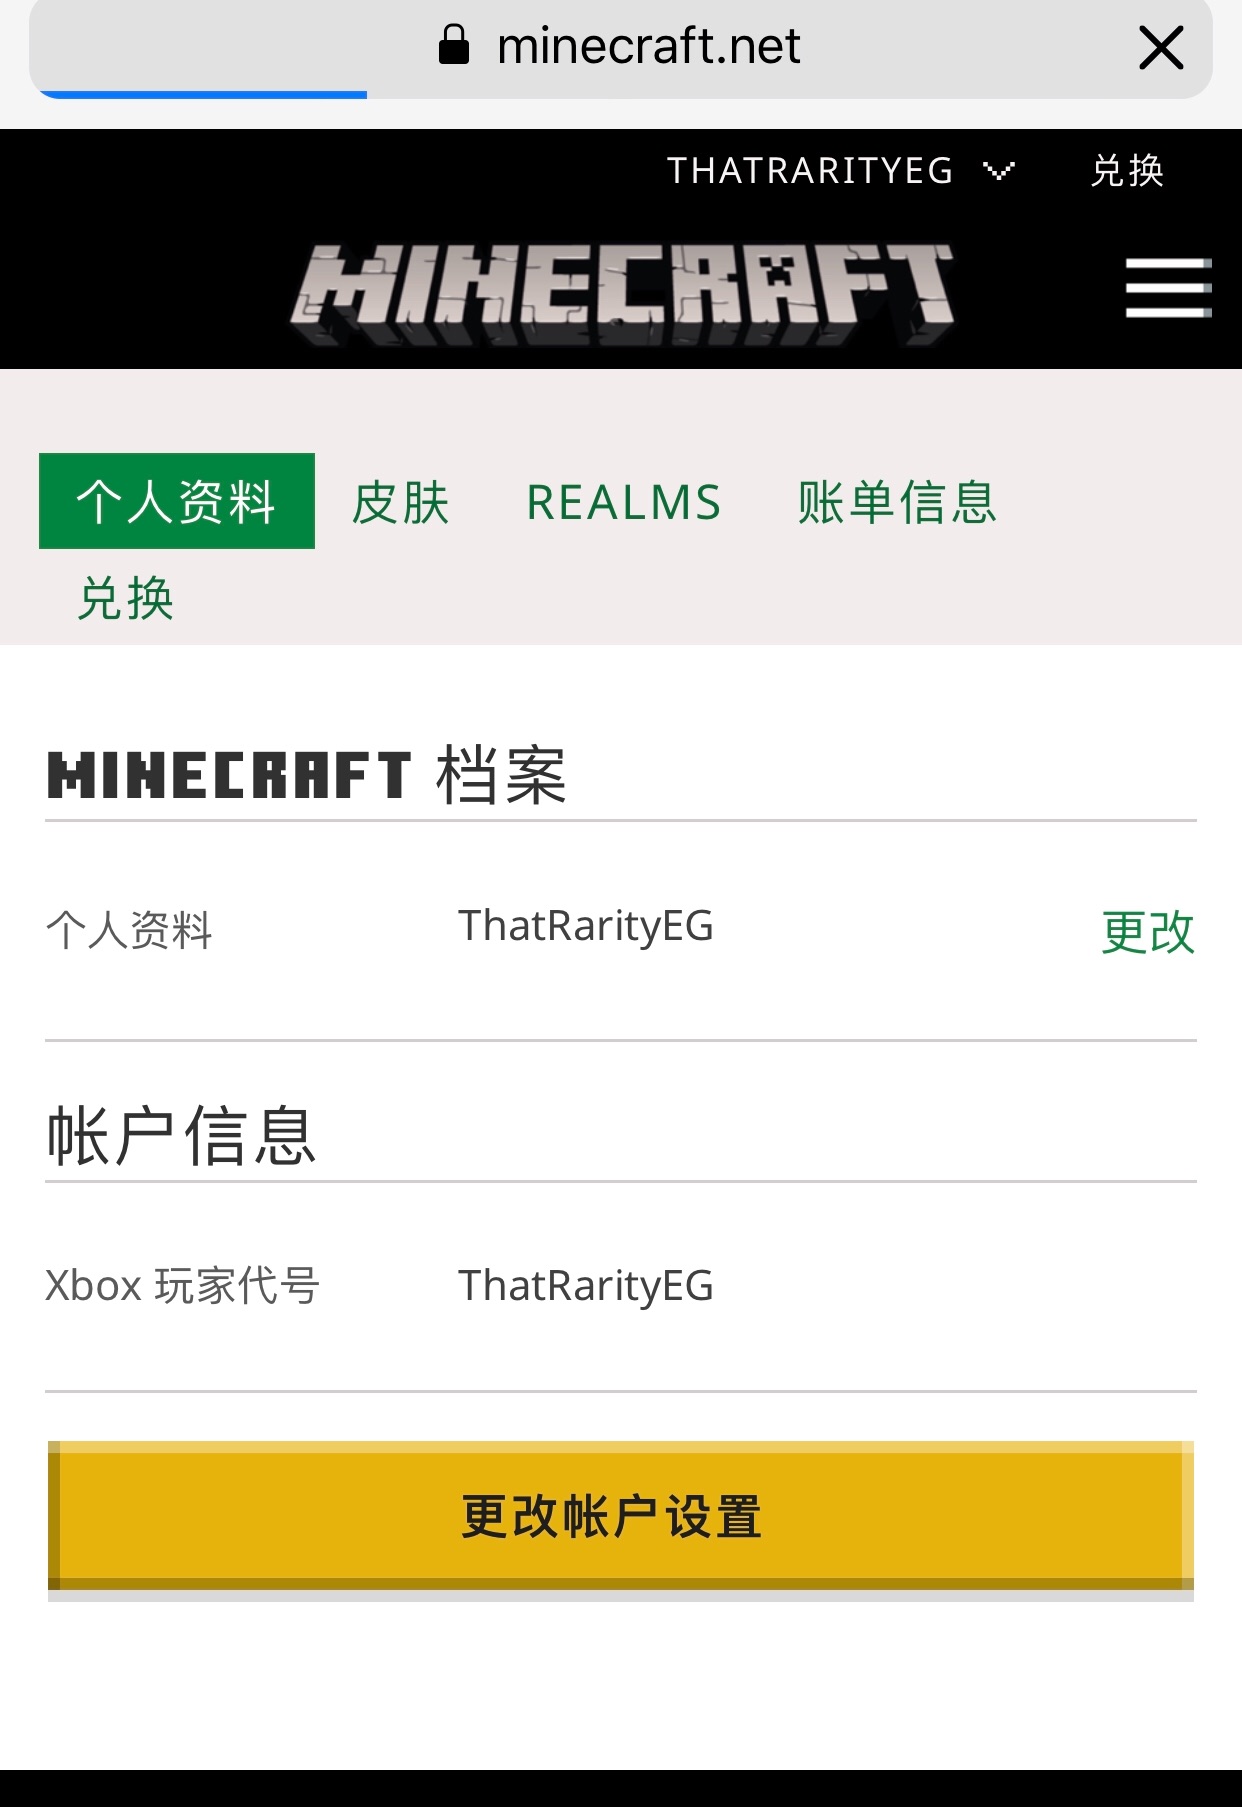 minecraft.net
THATRARITYEG 兑换
MINECRAFT
个人资料 皮肤 REALMS 账单信息
兑换
MINECRAFT 档案
个人资料 ThatRarityEG 更改
帐户信息
Xbox 玩家代号 ThatRarityEG
更改帐户设置